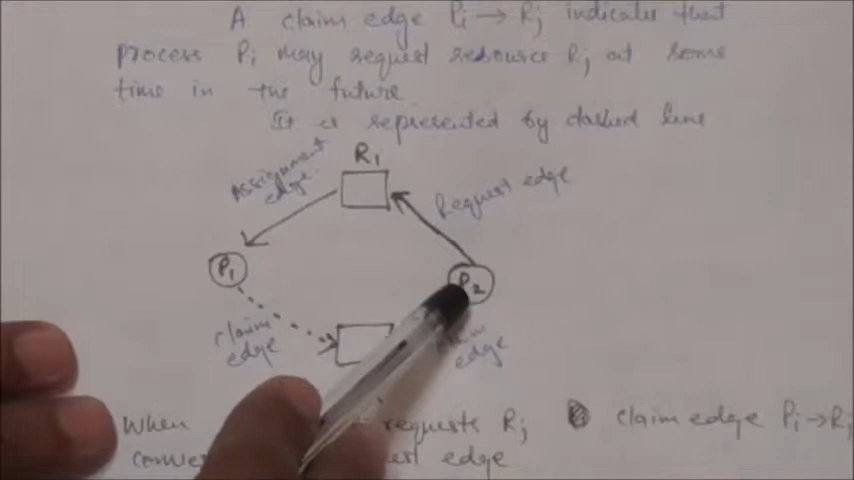 A claim edge Pi → Rj indicates that
process Pi may request resource Rj at some
time in the future
It is represented by dashed line
R1
Assignment
edge.
Request edge
P1
P2
claim
edge
edge
When requests Rj claim edge Pi→Rj
edge